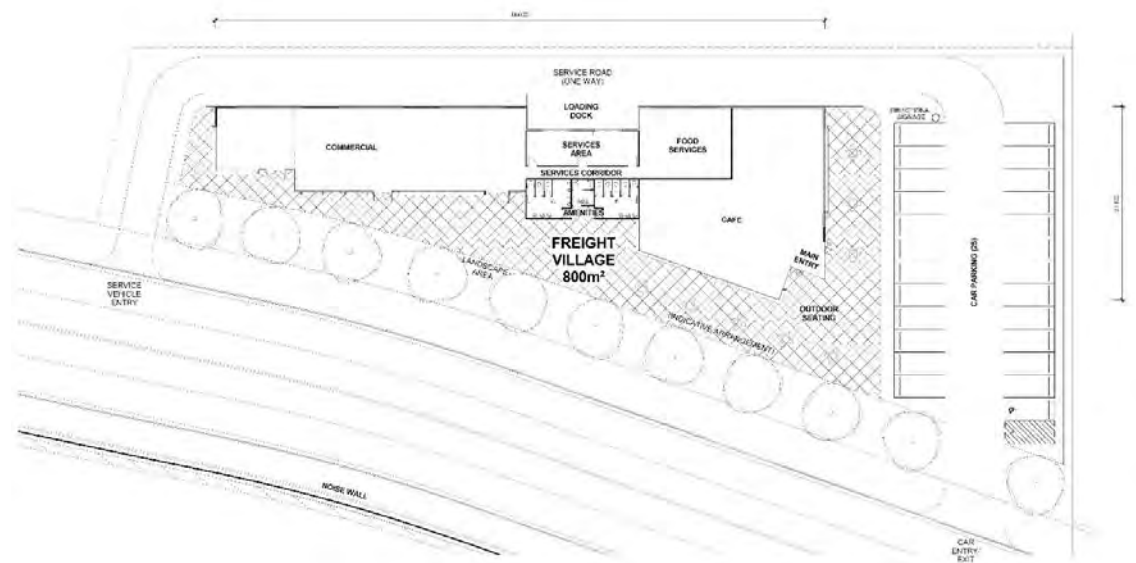 SERVICE ROAD
(ONE WAY)
LOADING
DOCK
COMMERCIAL
SERVICES
AREA
FOOD
SERVICES
SERVICES CORRIDOR
AMENITIES
CAFE
FREIGHT
VILLAGE
800m²
MAIN
ENTRY
LANDSCAPE
AREA
OUTDOOR
SEATING
(INDICATIVE ARRANGEMENT)
CAR PARKING (25)
SERVICE
VEHICLE
ENTRY
NOISE WALL
CAR
ENTRY/
EXIT